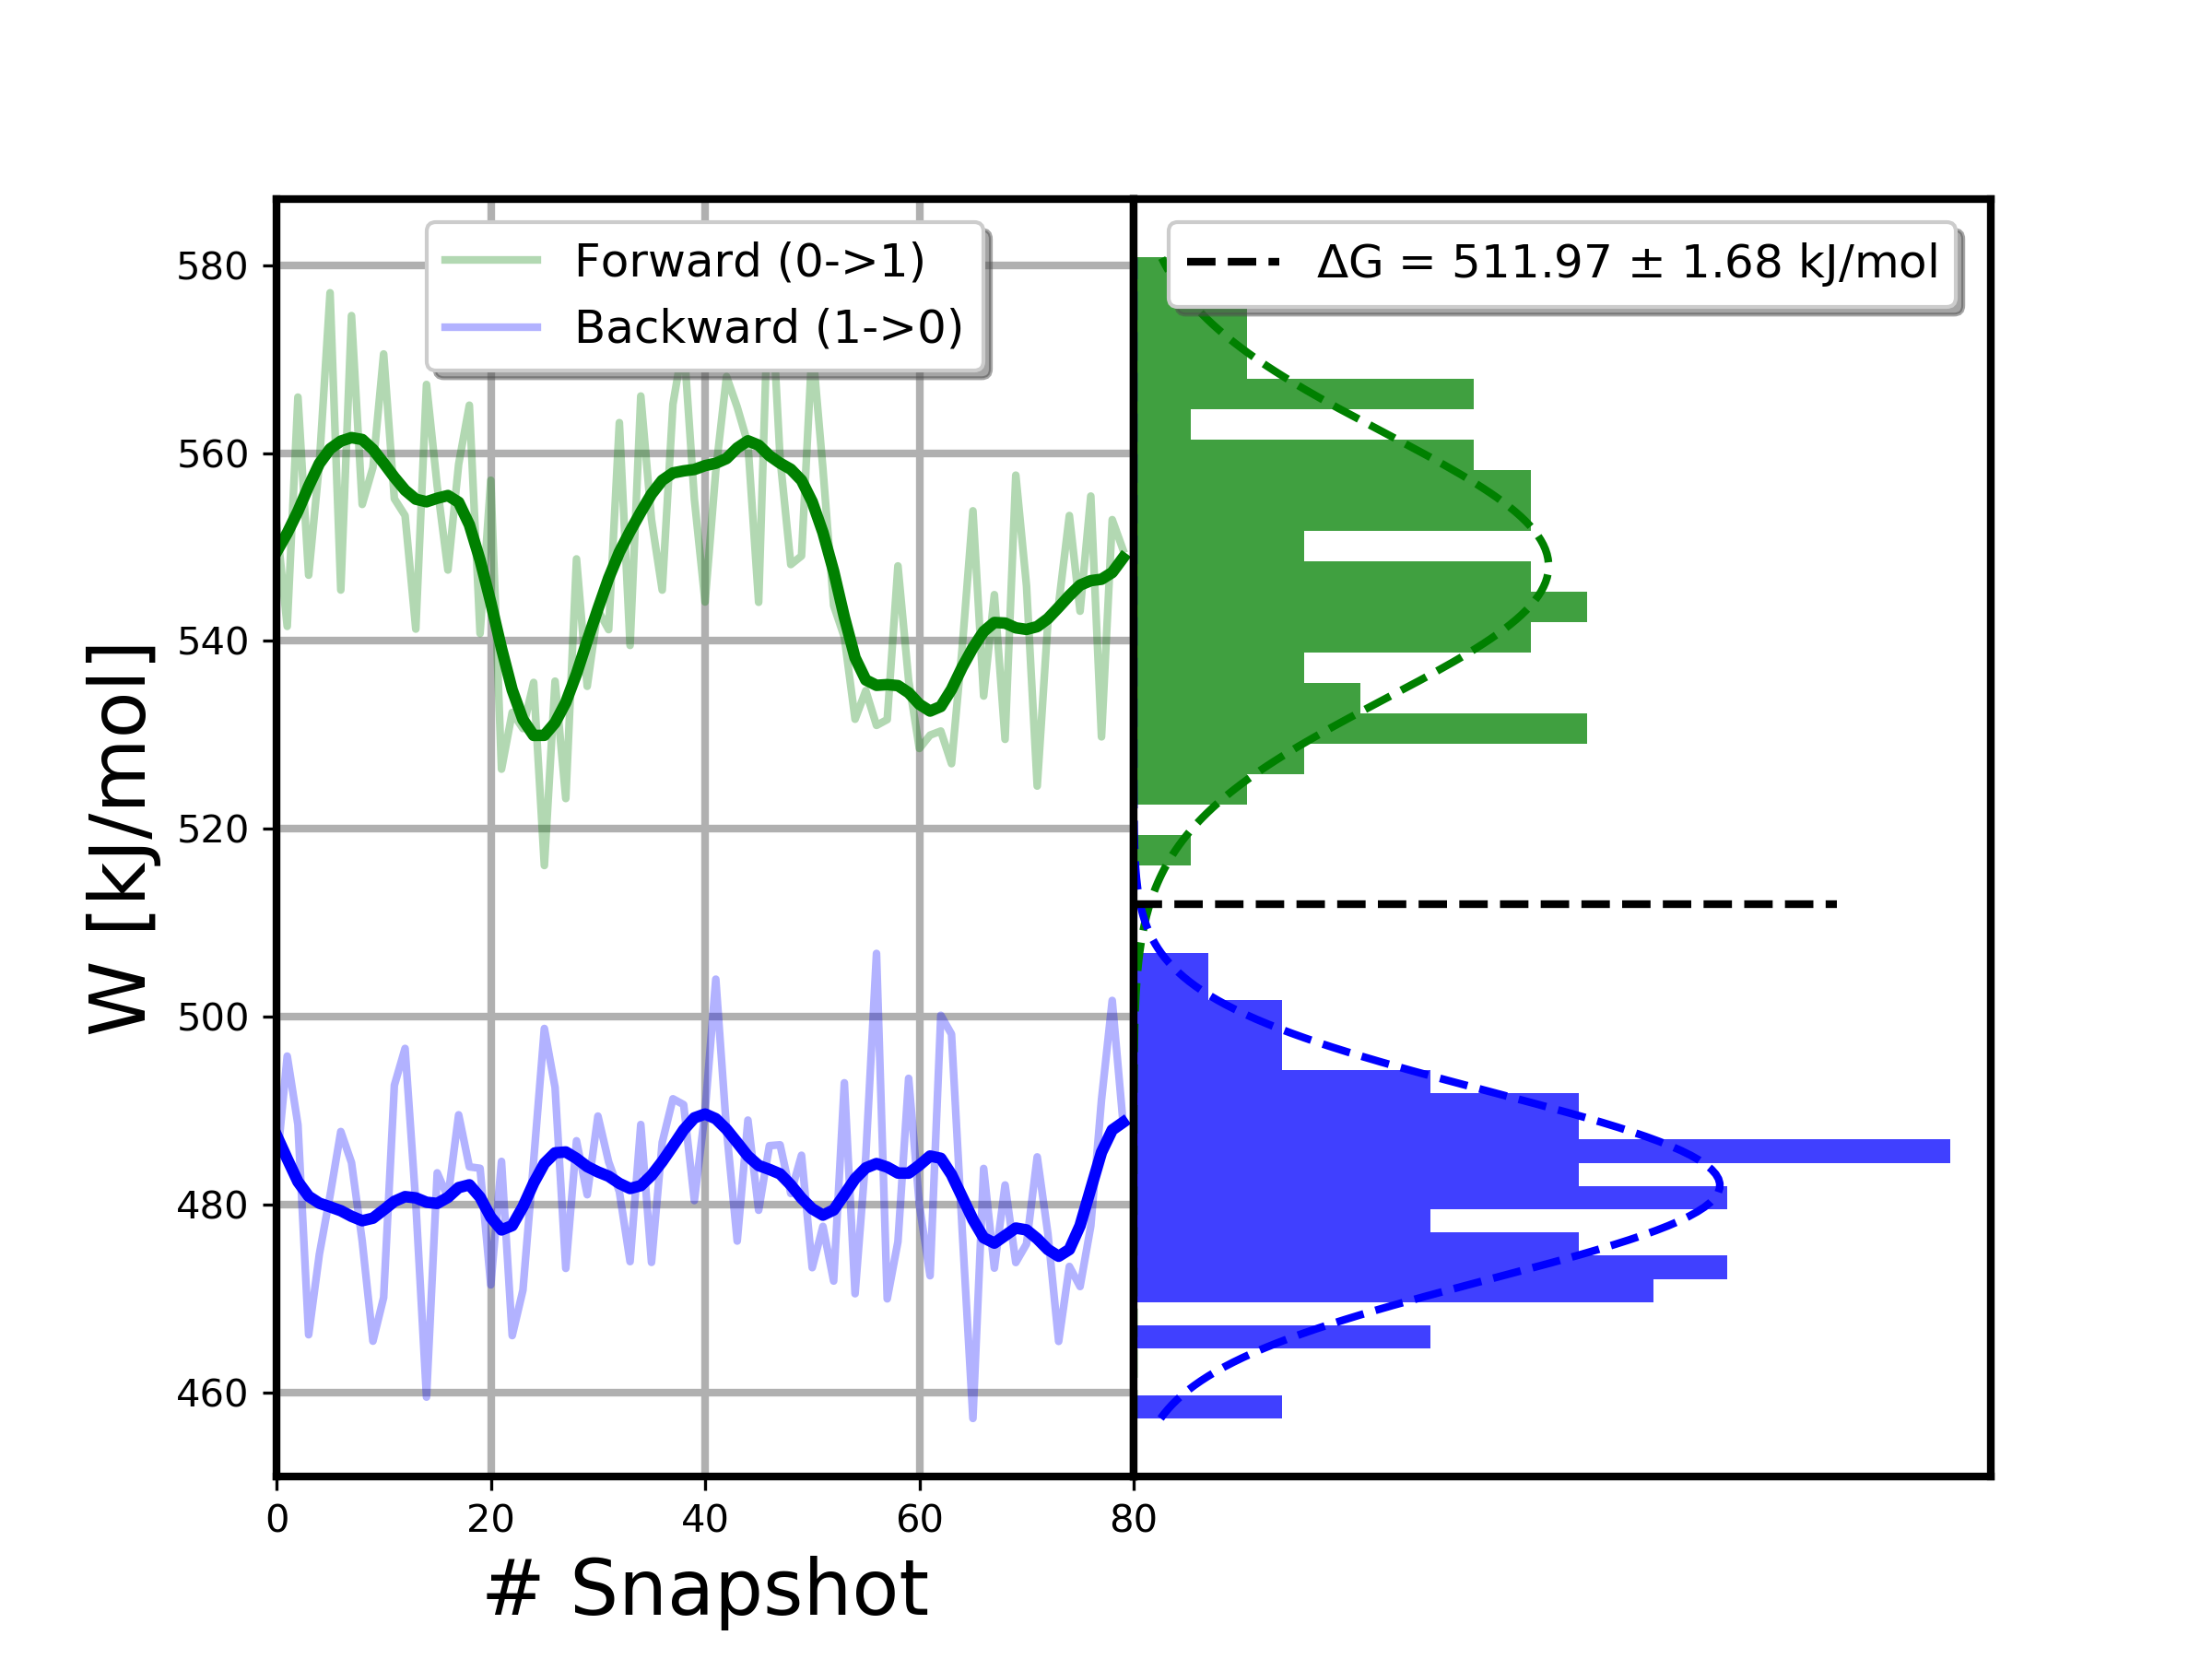 Forward (0->1)
Backward (1->0)
ΔG = 511.97 ± 1.68 kJ/mol
W [kJ/mol]
580
560
540
520
500
480
460
0 20 40 60 80
# Snapshot